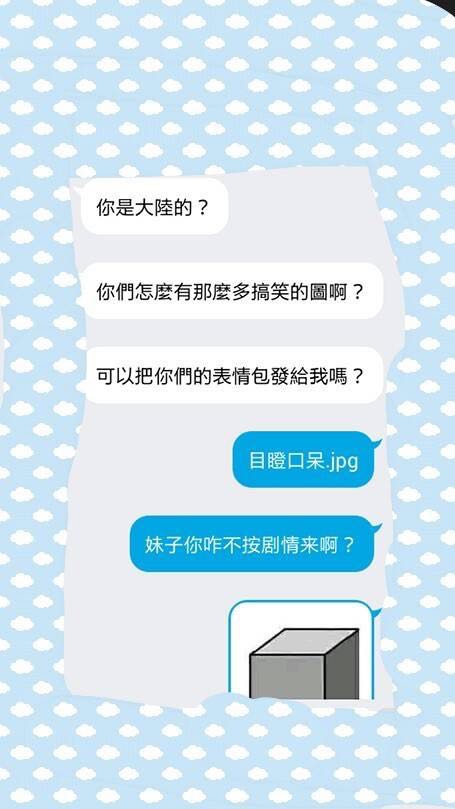 你是大陸的？
你們怎麼有那麼多搞笑的圖啊？
可以把你們的表情包發給我嗎？
目瞪口呆.jpg
妹子你咋不按剧情来啊？